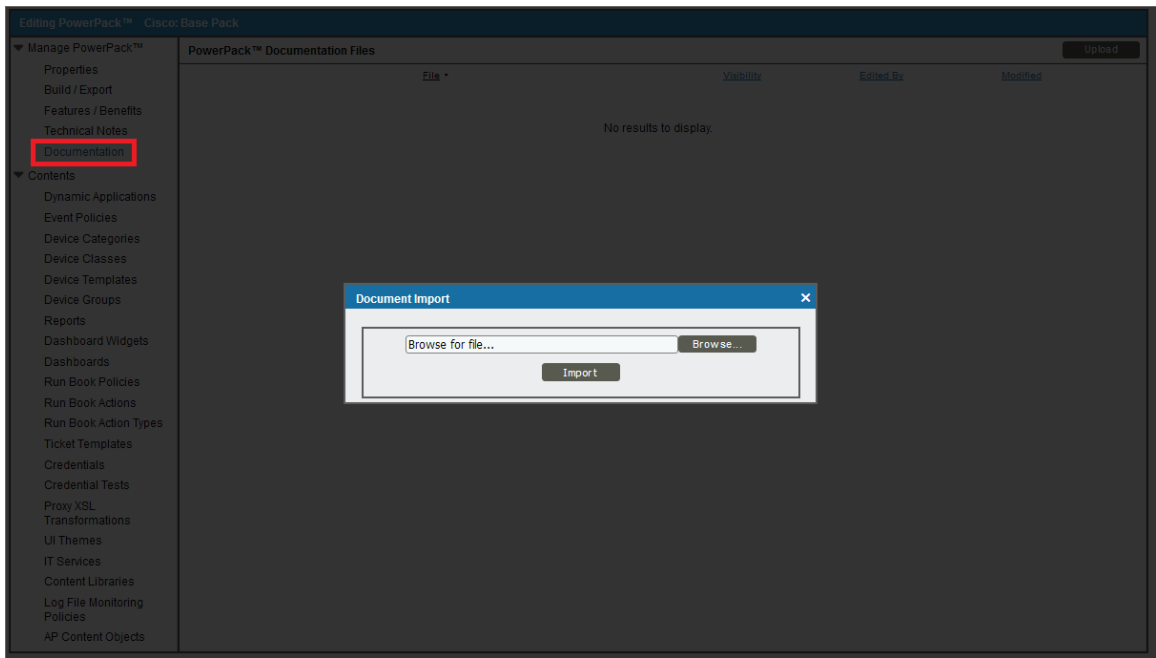 Editing PowerPack™ Cisco: Base Pack
Manage PowerPack™
Properties
Build / Export
Features / Benefits
Technical Notes
Documentation
Contents
Dynamic Applications
Event Policies
Device Categories
Device Classes
Device Templates
Device Groups
Reports
Dashboard Widgets
Dashboards
Run Book Policies
Run Book Actions
Run Book Action Types
Ticket Templates
Credentials
Credential Tests
Proxy XSL
Transformations
UI Themes
IT Services
Content Libraries
Log File Monitoring
Policies
AP Content Objects
PowerPack™ Documentation Files Upload
File Visibility Edited By Modified
No results to display.
Document Import
Browse for file... Browse...
Import